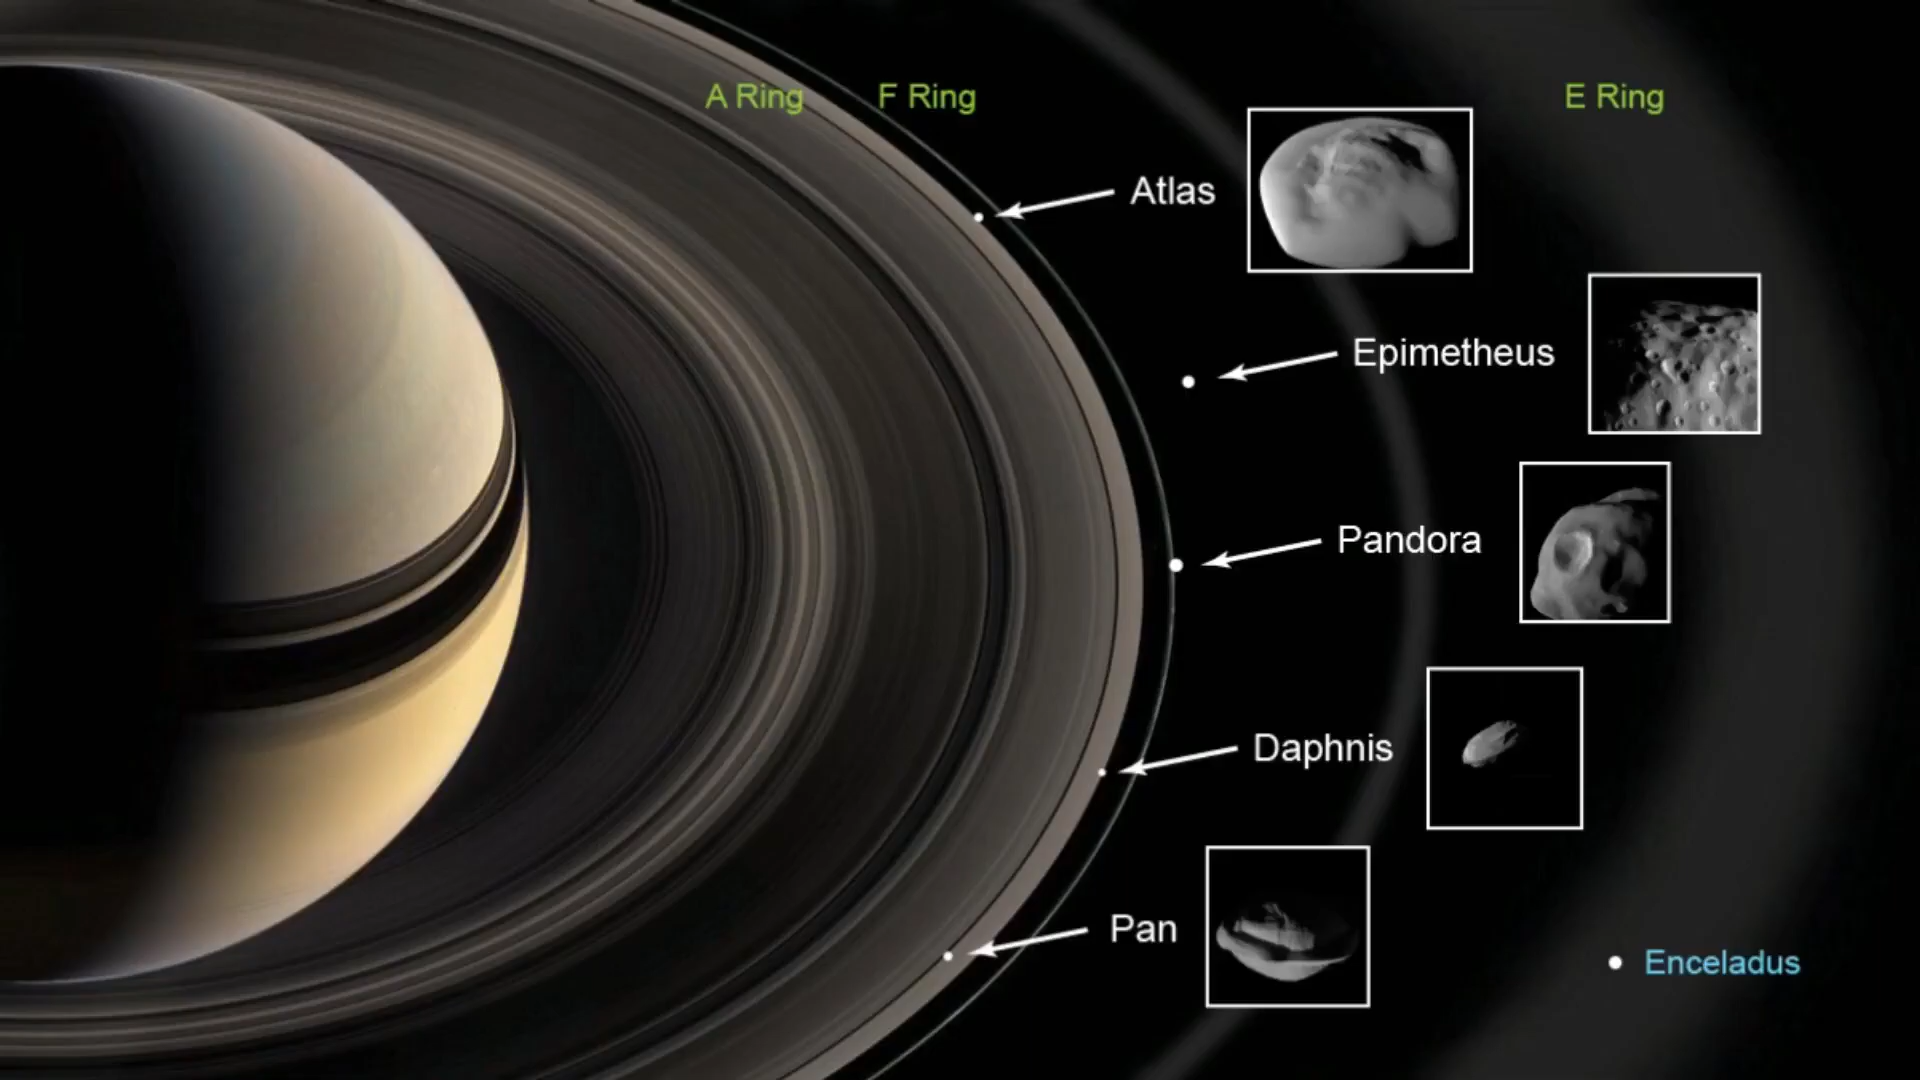 A Ring
F Ring
E Ring
Atlas
Epimetheus
Pandora
Daphnis
Pan
Enceladus